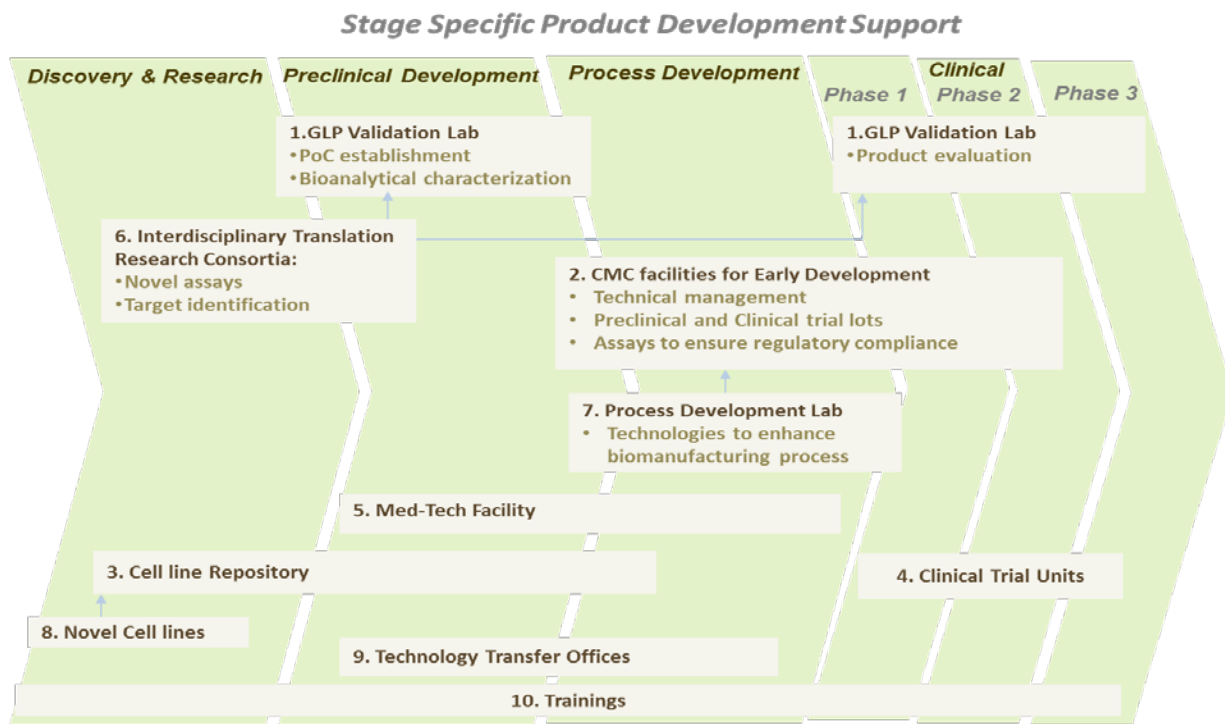 Stage Specific Product Development Support
Discovery & Research
Preclinical Development
Process Development
Clinical
Phase 1
Phase 2
Phase 3
1.GLP Validation Lab
•PoC establishment
•Bioanalytical characterization
1.GLP Validation Lab
•Product evaluation
6. Interdisciplinary Translation
Research Consortia:
•Novel assays
•Target identification
2. CMC facilities for Early Development
• Technical management
• Preclinical and Clinical trial lots
• Assays to ensure regulatory compliance
7. Process Development Lab
• Technologies to enhance
biomanufacturing process
5. Med-Tech Facility
3. Cell line Repository
4. Clinical Trial Units
8. Novel Cell lines
9. Technology Transfer Offices
10. Trainings